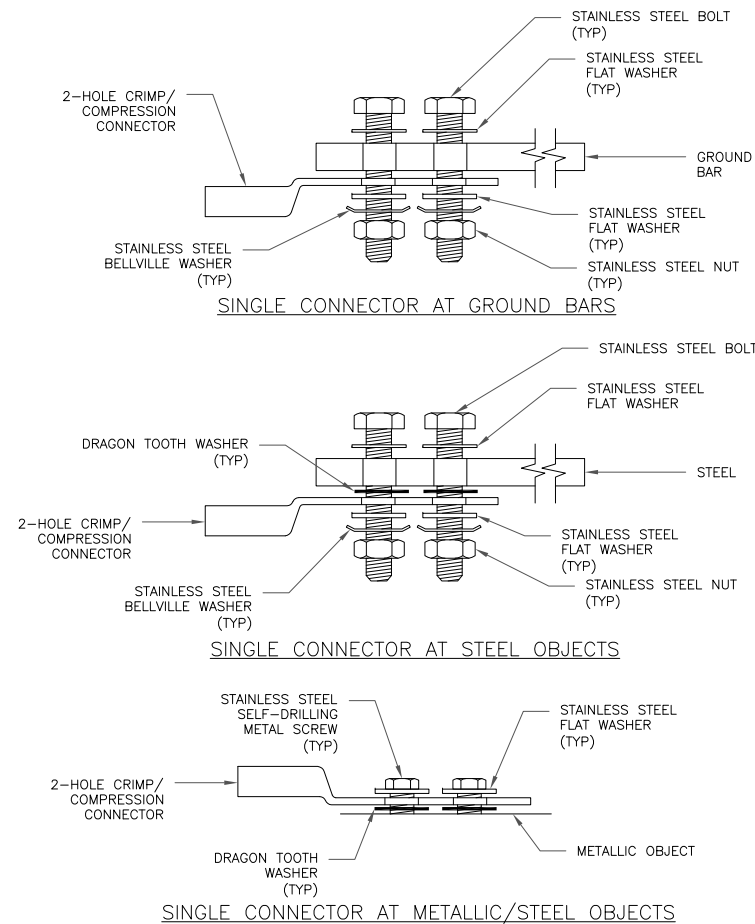 STAINLESS STEEL BOLT
(TYP)
STAINLESS STEEL
FLAT WASHER
(TYP)
2-HOLE CRIMP/
COMPRESSION
CONNECTOR
GROUND
BAR
STAINLESS STEEL
FLAT WASHER
(TYP)
STAINLESS STEEL
BELLVILLE WASHER
(TYP)
STAINLESS STEEL NUT
(TYP)
SINGLE CONNECTOR AT GROUND BARS
STAINLESS STEEL BOLT
STAINLESS STEEL
FLAT WASHER
DRAGON TOOTH WASHER
(TYP)
STEEL
2-HOLE CRIMP/
COMPRESSION
CONNECTOR
STAINLESS STEEL
FLAT WASHER
(TYP)
STAINLESS STEEL
BELLVILLE WASHER
(TYP)
STAINLESS STEEL NUT
(TYP)
SINGLE CONNECTOR AT STEEL OBJECTS
STAINLESS STEEL
SELF-DRILLING
METAL SCREW
(TYP)
STAINLESS STEEL
FLAT WASHER
(TYP)
2-HOLE CRIMP/
COMPRESSION
CONNECTOR
DRAGON TOOTH
WASHER
(TYP)
METALLIC OBJECT
SINGLE CONNECTOR AT METALLIC/STEEL OBJECTS